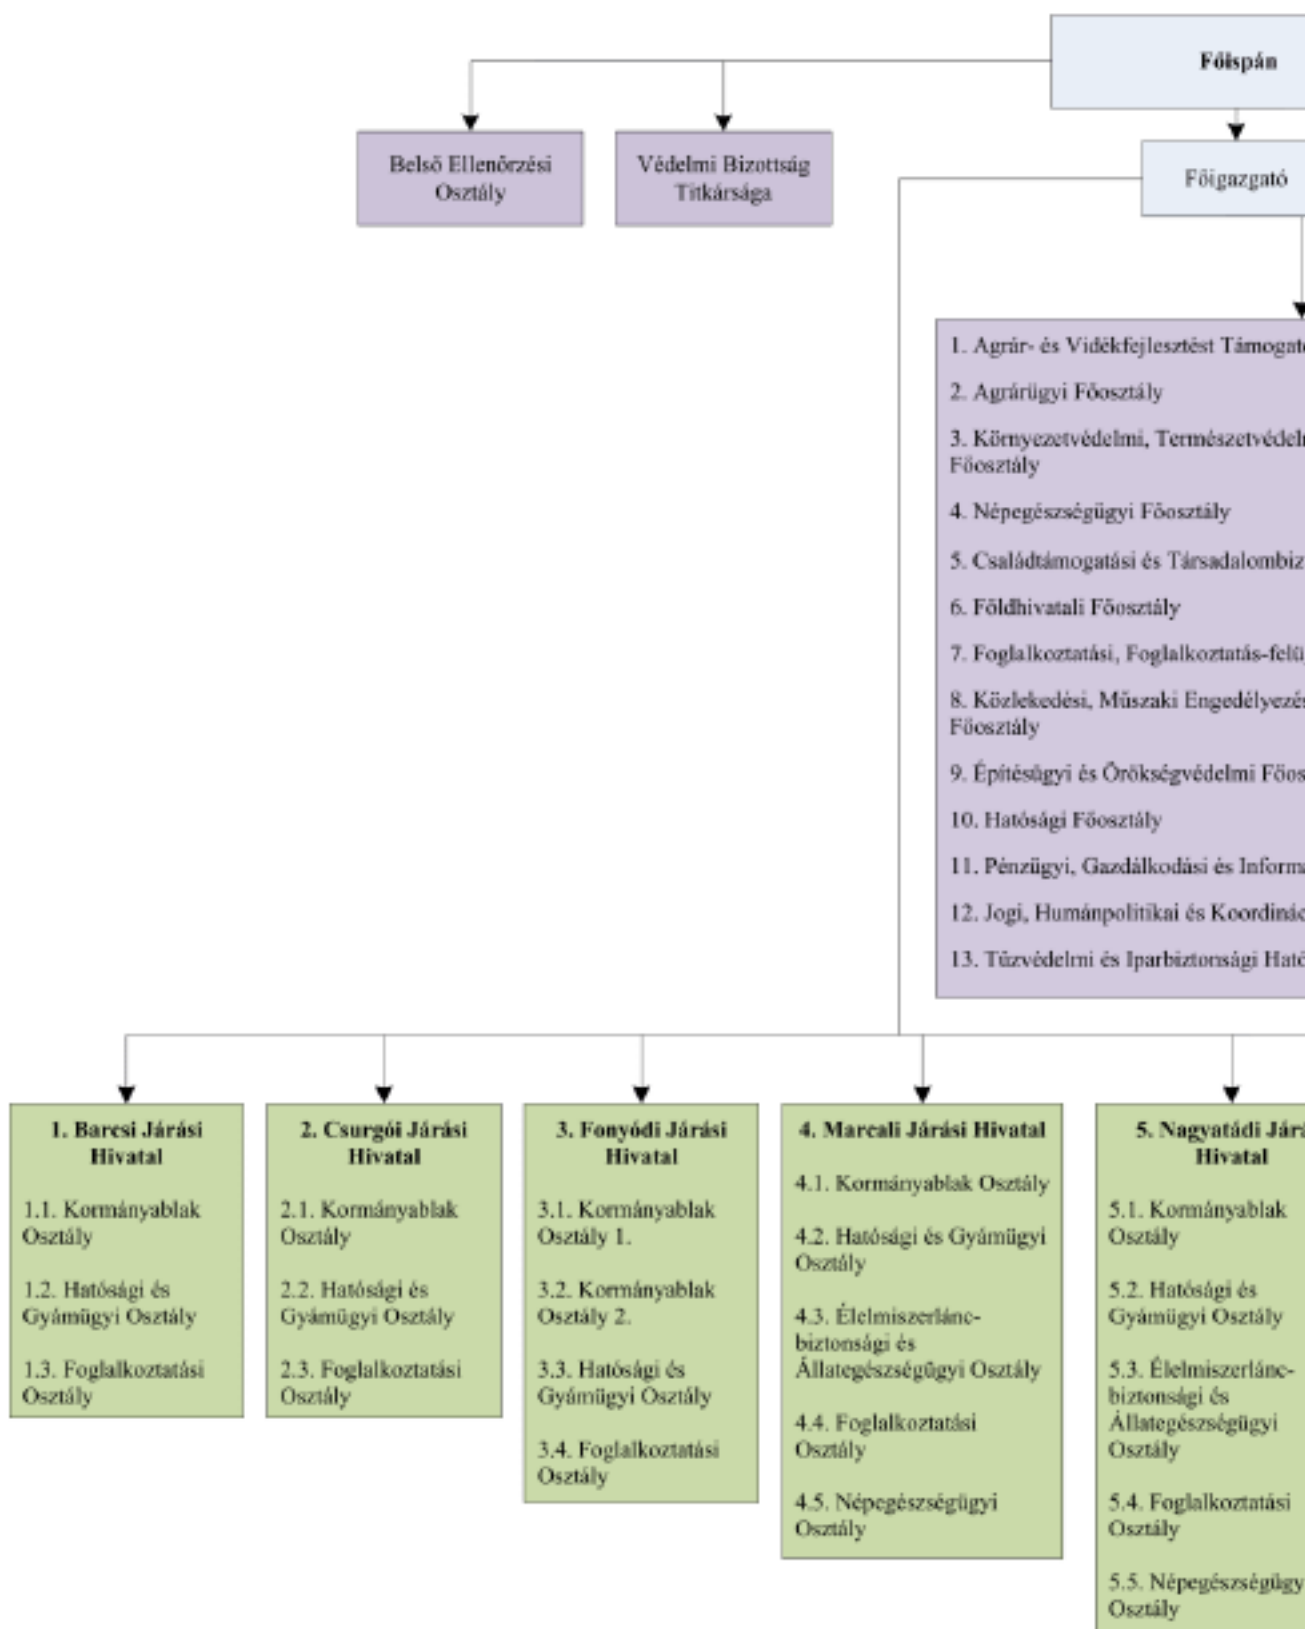 Főispán
Belső Ellenőrzési
Osztály
Védelmi Bizottság
Titkársága
Főigazgató
1. Agrár- és Vidékfejlesztést
2. Agrárügyi Főosztály
3. Környezetvédelmi,
Főosztály
4. Népegészségügyi Főosztály
5. Családtámogatási és
6. Földhivatali Főosztály
7. Foglalkoztatási,
8. Közlekedési, Műszaki
Főosztály
9. Építésügyi és Örökségvédelmi
10. Hatósági Főosztály
11. Pénzügyi, Gazdálkodási és
12. Jogi, Humánpolitikai és
13. Tűzvédelmi és Iparbiztonsági
1. Barcsi Járási
Hivatal
1.1. Kormányablak
Osztály
1.2. Hatósági és
Gyámügyi Osztály
1.3. Foglalkoztatási
Osztály
2. Csurgói Járási
Hivatal
2.1. Kormányablak
Osztály
2.2. Hatósági és
Gyámügyi Osztály
2.3. Foglalkoztatási
Osztály
3. Fonyódi Járási
Hivatal
3.1. Kormányablak
Osztály 1.
3.2. Kormányablak
Osztály 2.
3.3. Hatósági és
Gyámügyi Osztály
3.4. Foglalkoztatási
Osztály
4. Marcali Járási Hivatal
4.1. Kormányablak Osztály
4.2. Hatósági és Gyámügyi
Osztály
4.3. Élelmiszerlánc-
biztonsági és
Állategészségügyi Osztály
4.4. Foglalkoztatási
Osztály
4.5. Népegészségügyi
Osztály
5. Nagyatádi
Hivatal
5.1. Kormányablak
Osztály
5.2. Hatósági és
Gyámügyi Osztály
5.3. Élelmiszerlánc-
biztonsági és
Állategészségügyi
Osztály
5.4. Foglalkoztatási
Osztály
5.5.
Osztály